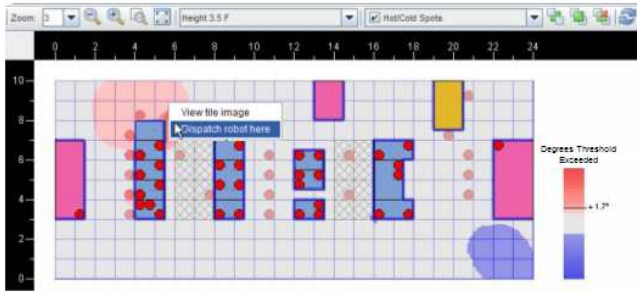 Zoom: 3 Height 3.5 F Hot/Cold Spots
0 2 4 6 8 10 12 14 16 18 20 22 24
10
View tile image
Dispatch robot here
8
6
4
2
0
Degrees Threshold
Exceeded
+1.7°